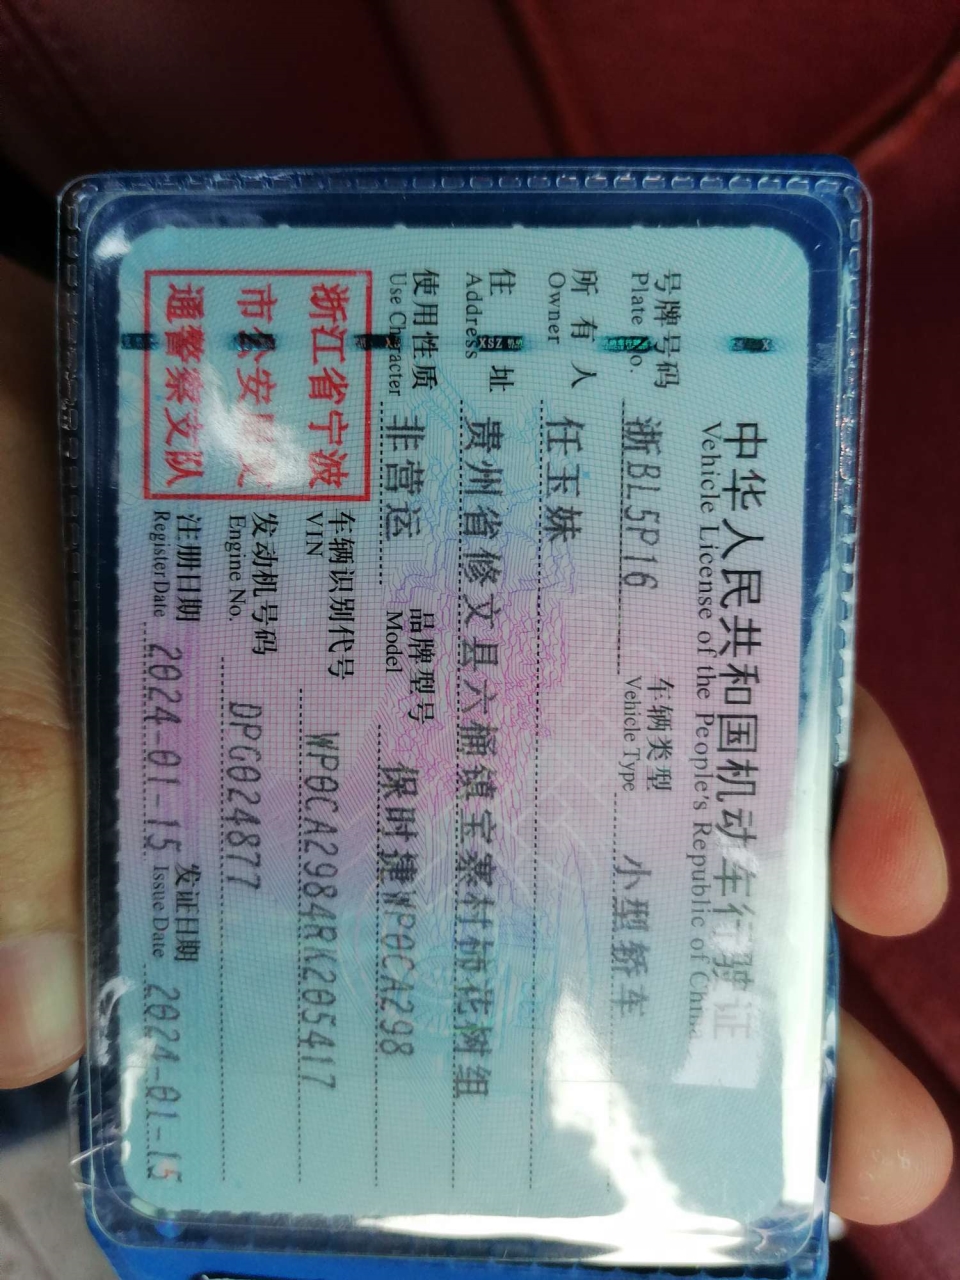 中华人民共和国机动车行驶证
Vehicle License of the People's Republic of China
号牌号码 浙BL5P16 车辆类型 小型轿车
Plate No. Vehicle Type
所有人 任玉妹
Owner
住址 贵州省修文县六桶镇宝寨村桃花树组
Address
使用性质 非营运 品牌型号 保时捷WP0CA298
Use Character Model
浙江省宁波
市公安局交
通警察支队
车辆识别代号 WP0CA2984RK205417
VIN
发动机号码 DPG024877
Engine No.
注册日期 2024-01-15 发证日期 2024-01-15
Register Date Issue Date